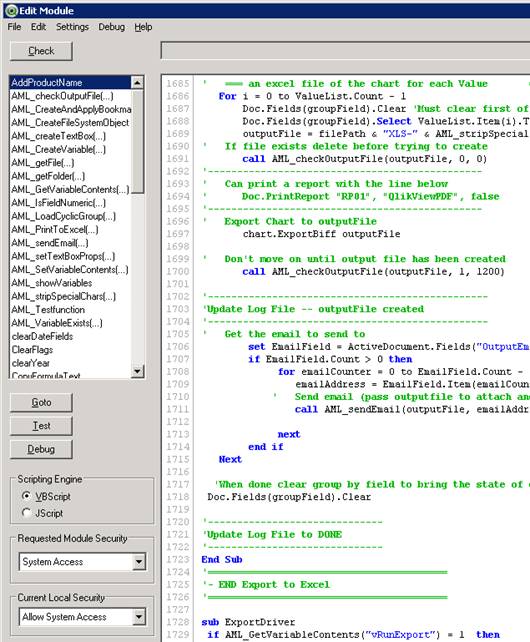 Edit Module
File Edit Settings Debug Help
Check
AddProductName
AML_checkOutputFile(...)
AML_CreateAndApplyBookma
AML_CreateFileSystemObject
AML_createTextBox(...)
AML_CreateVariable(...)
AML_getFile(...)
AML_getFolder(...)
AML_GetVariableContents(...)
AML_IsFieldNumeric(...)
AML_LoadCyclicGroup(...)
AML_PrintToExcel(...)
AML_sendEmail(...)
AML_setTextBoxProps(...)
AML_SetVariableContents(...)
AML_showVariables
AML_stripSpecialChars(...)
AML_Testfunction
AML_VariableExists(...)
clearDateFields
ClearFlags
clearYear
CopyFormulaText
Goto
Test
Debug
Scripting Engine
VBScript
JScript
Requested Module Security
System Access
Current Local Security
Allow System Access
1685 ' === an excel file of the chart for each Value
1686 For i = 0 to ValueList.Count - 1
1687 Doc.Fields(groupField).Clear 'Must clear first of
1688 Doc.Fields(groupField).Select ValueList.Item(i).T
1689 outputFile = filePath & "XLS-" & AML_stripSpecial
1690 ' If file exists delete before trying to create
1691 call AML_checkOutputFile(outputFile, 0, 0)
1692 '------------------------------------------------
1693 ' Can print a report with the line below
1694 ' Doc.PrintReport "RP01", "QlikViewPDF", false
1695 '------------------------------------------------
1696 ' Export Chart to outputFile
1697 chart.ExportBiff outputFile
1698
1699 ' Don't move on until output file has been created
1700 call AML_checkOutputFile(outputFile, 1, 1200)
1701
1702 '-------------------------------------------------
1703 'Update Log File -- outputFile created
1704 '-------------------------------------------------
1705 ' Get the email to send to
1706 set EmailField = ActiveDocument.Fields("OutputEm
1707 if EmailField.Count > 0 then
1708 for emailCounter = 0 to EmailField.Count -
1709 emailAddress = EmailField.Item(emailCoun
1710 ' Send email (pass outputfile to attach and
1711 call AML_sendEmail(outputFile, emailAddr
1712
1713 next
1714 end if
1715 Next
1716
1717 'When done clear group by field to bring the state of
1718 Doc.Fields(groupField).Clear
1719
1720 '-------------------------------
1721 'Update Log File to DONE
1722 '-------------------------------
1723 End Sub
1724 '==========================================
1725 '- END Export to Excel
1726 '==========================================
1727
1728 sub ExportDriver
1729 if AML_GetVariableContents("vRunExport") = 1 then